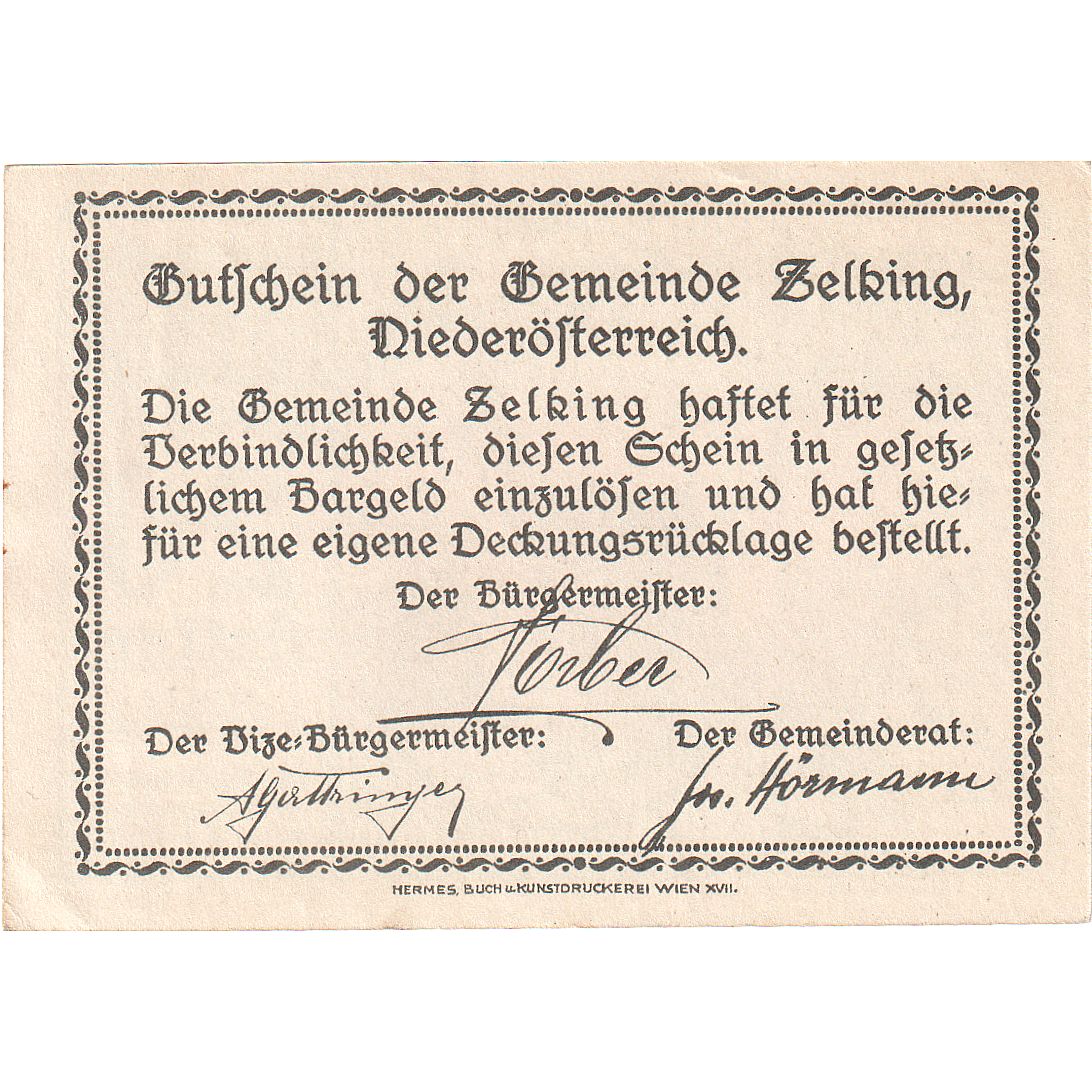 Gutschein der Gemeinde Zelking,
Niederösterreich.
Die Gemeinde Zelking haftet für die
Verbindlichkeit, diesen Schein in gesetz-
lichem Bargeld einzulösen und hat hie-
für eine eigene Deckungsrücklage bestellt.
Der Bürgermeister:
Der Vize-Bürgermeister: Der Gemeinderat:
Hörmann
HERMES, BUCH u. KUNSTDRUCKEREI WIEN XVII.